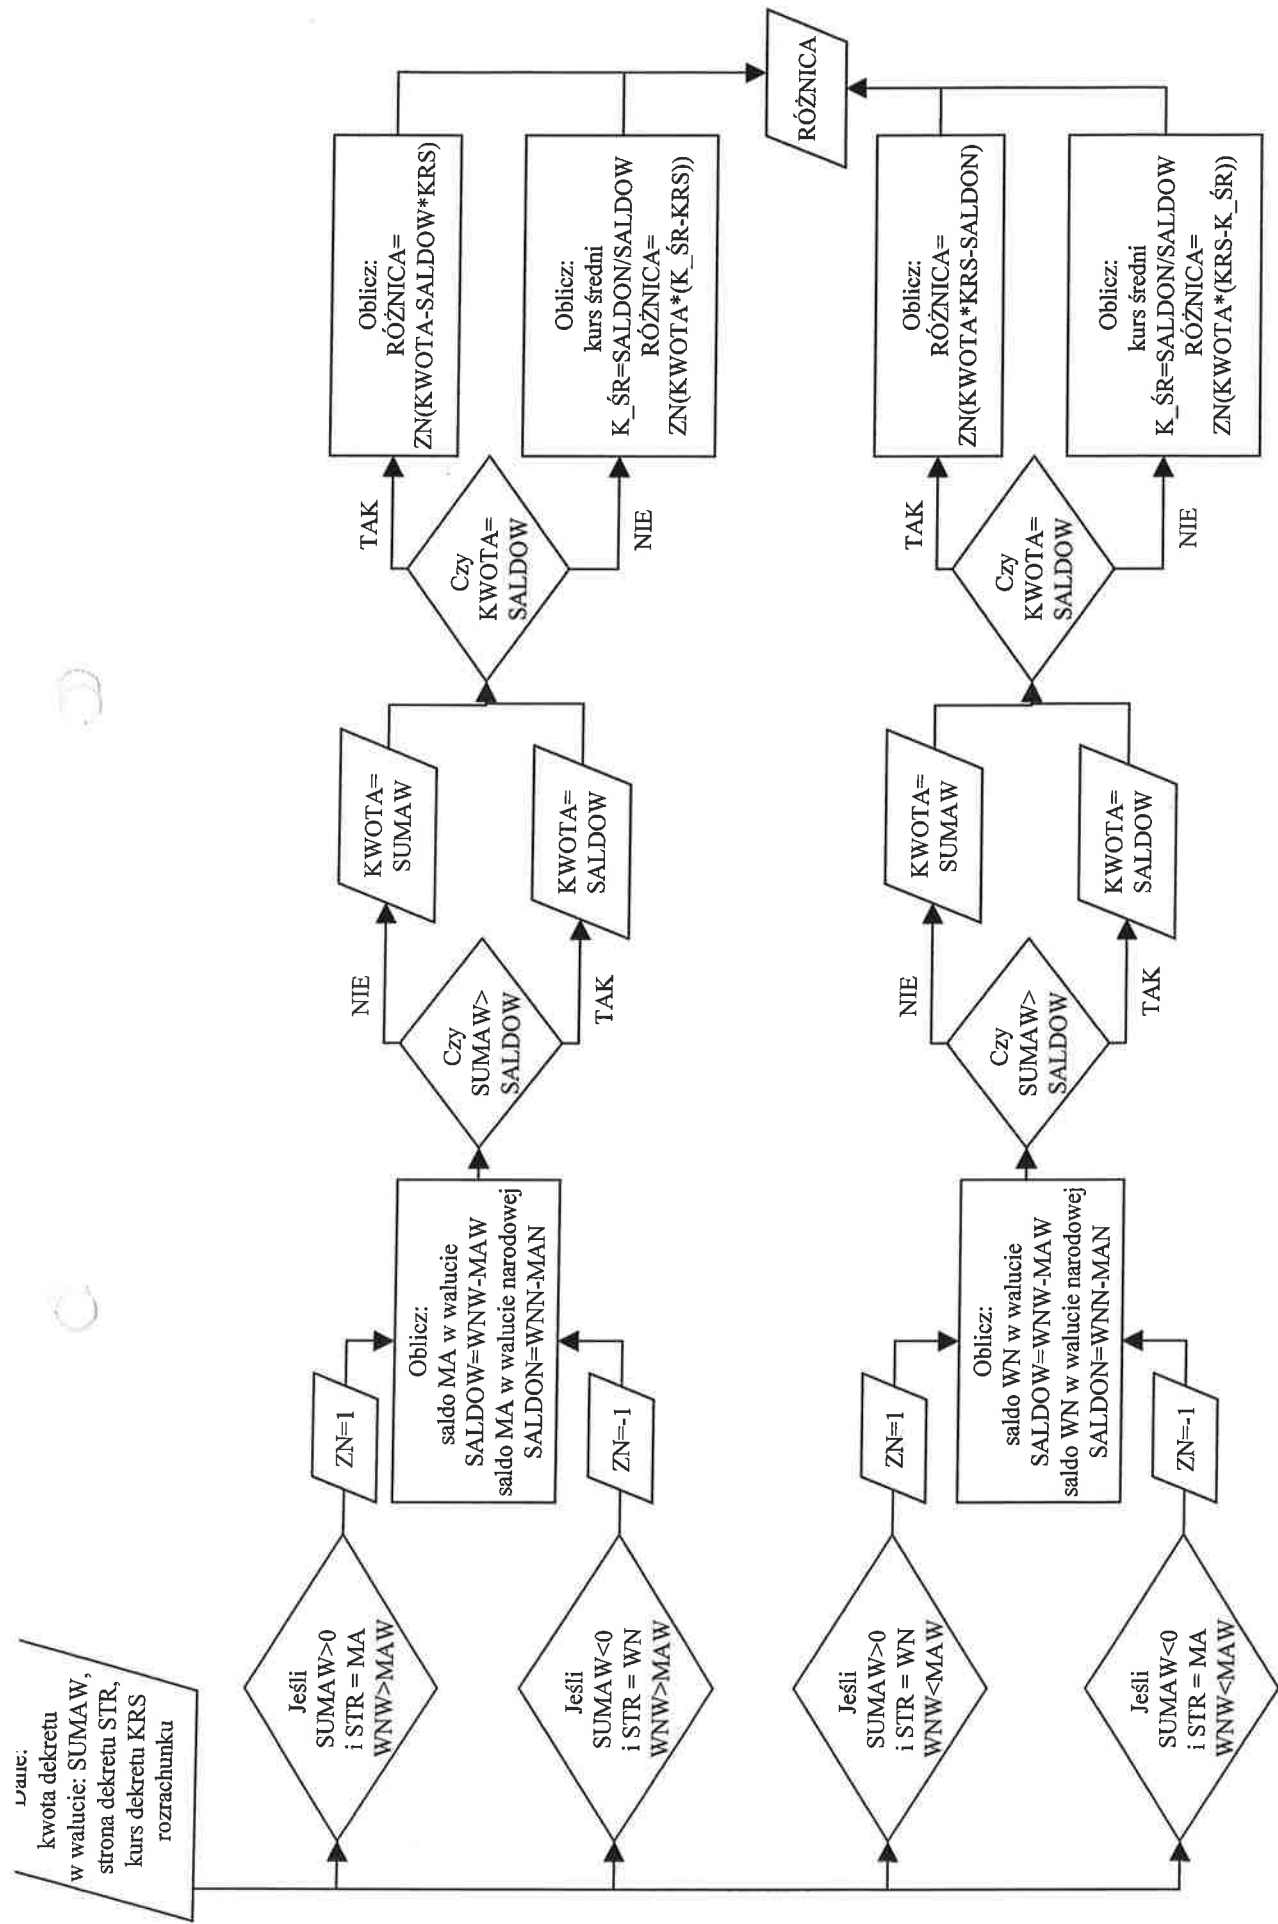 Dane:
kwota dekretu
w walucie: SUMAW,
strona dekretu STR,
kurs dekretu KRS
rozrachunku
Jeśli
SUMAW>0
i STR = MA
WNW>MAW
ZN=1
Jeśli
SUMAW<0
i STR = WN
WNW>MAW
ZN=-1
Oblicz:
saldo MA w walucie
SALDOW=WNW-MAW
saldo MA w walucie narodowej
SALDON=WNN-MAN
Czy
SUMAW>
SALDOW
NIE
TAK
KWOTA=
SUMAW
KWOTA=
SALDOW
Czy
KWOTA=
SALDOW
TAK
NIE
Oblicz:
RÓŻNICA=
ZN(KWOTA-SALDOW*KRS)
Oblicz:
kurs średni
K_ŚR=SALDON/SALDOW
RÓŻNICA=
ZN(KWOTA*(K_ŚR-KRS))
Jeśli
SUMAW>0
i STR = WN
WNW<MAW
ZN=1
Jeśli
SUMAW<0
i STR = MA
WNW<MAW
ZN=-1
Oblicz:
saldo WN w walucie
SALDOW=WNW-MAW
saldo WN w walucie narodowej
SALDON=WNN-MAN
Czy
SUMAW>
SALDOW
NIE
TAK
KWOTA=
SUMAW
KWOTA=
SALDOW
Czy
KWOTA=
SALDOW
TAK
NIE
Oblicz:
RÓŻNICA=
ZN(KWOTA*KRS-SALDON)
Oblicz:
kurs średni
K_ŚR=SALDON/SALDOW
RÓŻNICA=
ZN(KWOTA*(KRS-K_ŚR))
RÓŻNICA